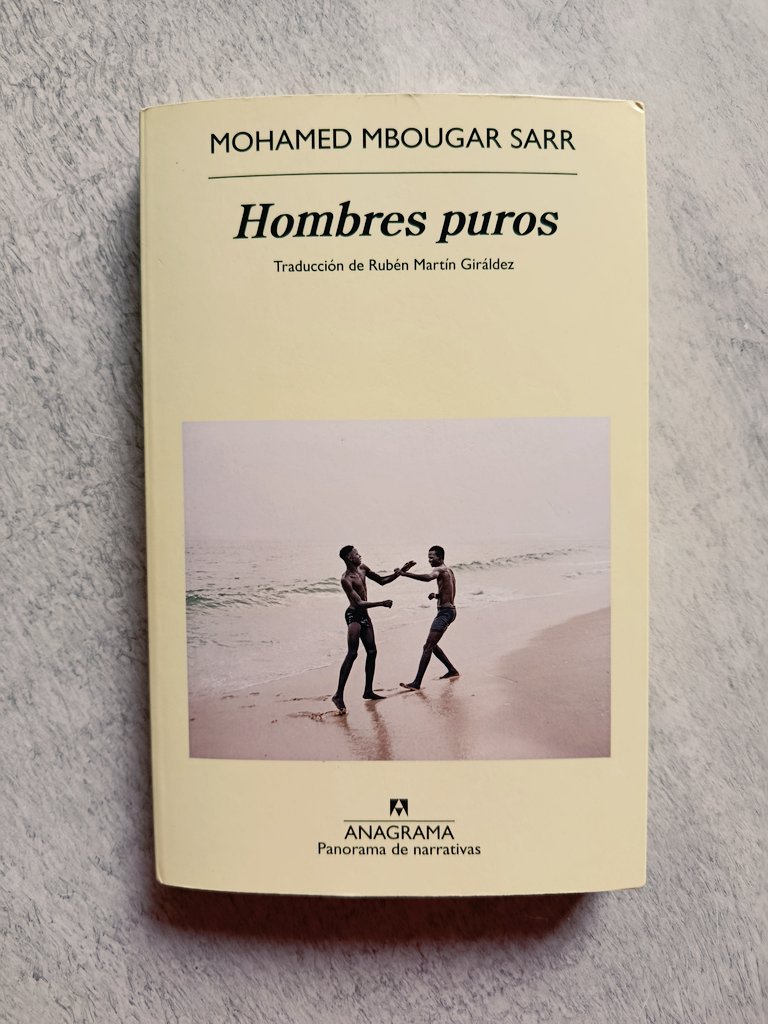 MOHAMED MBOUGAR SARR
Hombres puros
Traducción de Rubén Martín Giráldez
ANAGRAMA
Panorama de narrativas